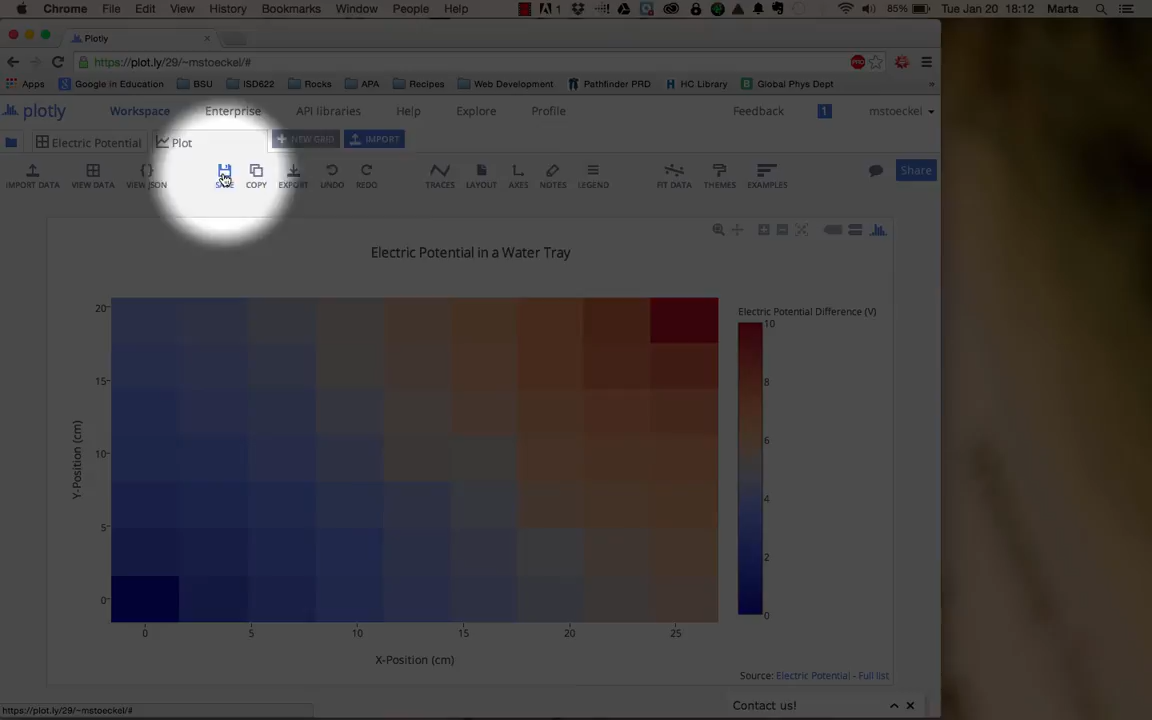 Chrome File Edit View History Bookmarks Window People Help 1 85% Tue Jan 20 18:12 Marta
Plotly
https://plot.ly/29/~mstoeckel/#
Apps Google in Education BSU ISD622 Rocks APA Recipes Web Development Pathfinder PRD HC Library Global Phys Dept »
plotly Workspace Enterprise API libraries Help Explore Profile Feedback 1 mstoeckel
Electric Potential Plot NEW GRID IMPORT
IMPORT DATA VIEW DATA VIEW JSON SAVE COPY EXPORT UNDO REDO TRACES LAYOUT AXES NOTES LEGEND FIT DATA THEMES EXAMPLES Share
Electric Potential in a Water Tray
Electric Potential Difference (V)
10
8
6
4
2
0
Y-Position (cm)
20
15
10
5
0
0 5 10 15 20 25
X-Position (cm)
Source: Electric Potential - Full list
Contact us!
https://plot.ly/29/~mstoeckel/#